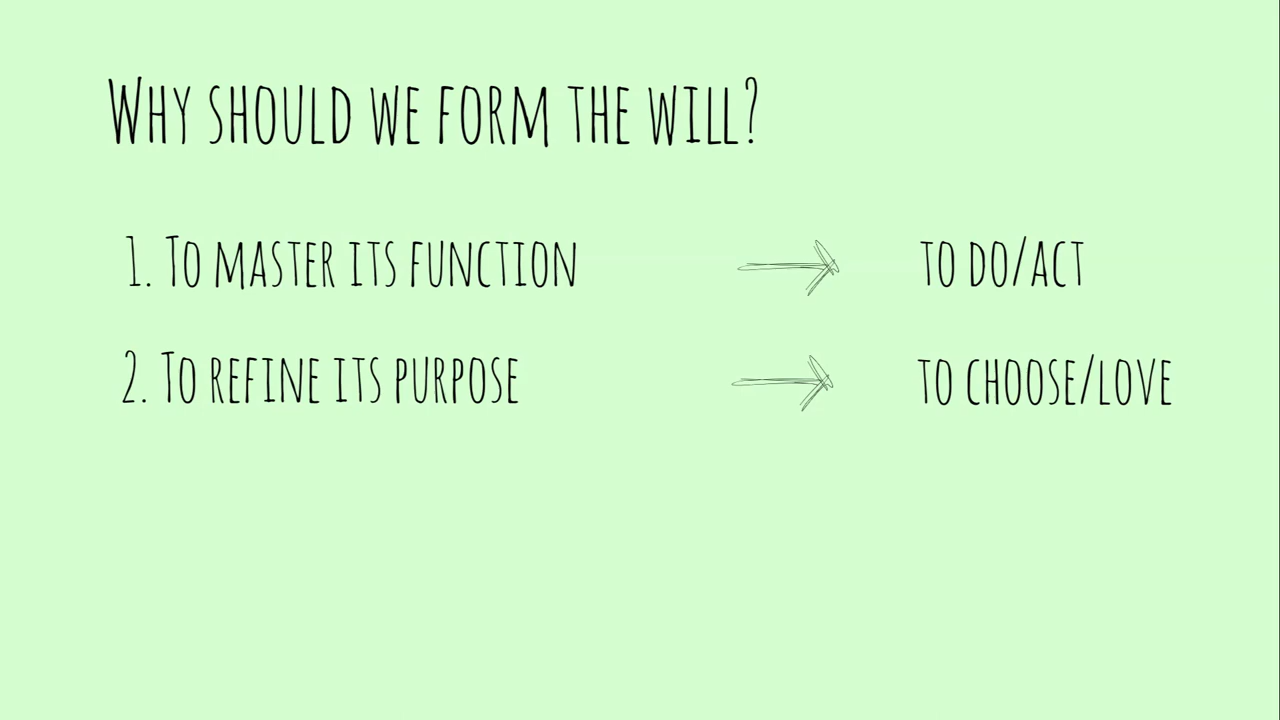 Why should we form the will?
1. To master its function → to do/act
2. To refine its purpose → to choose/love